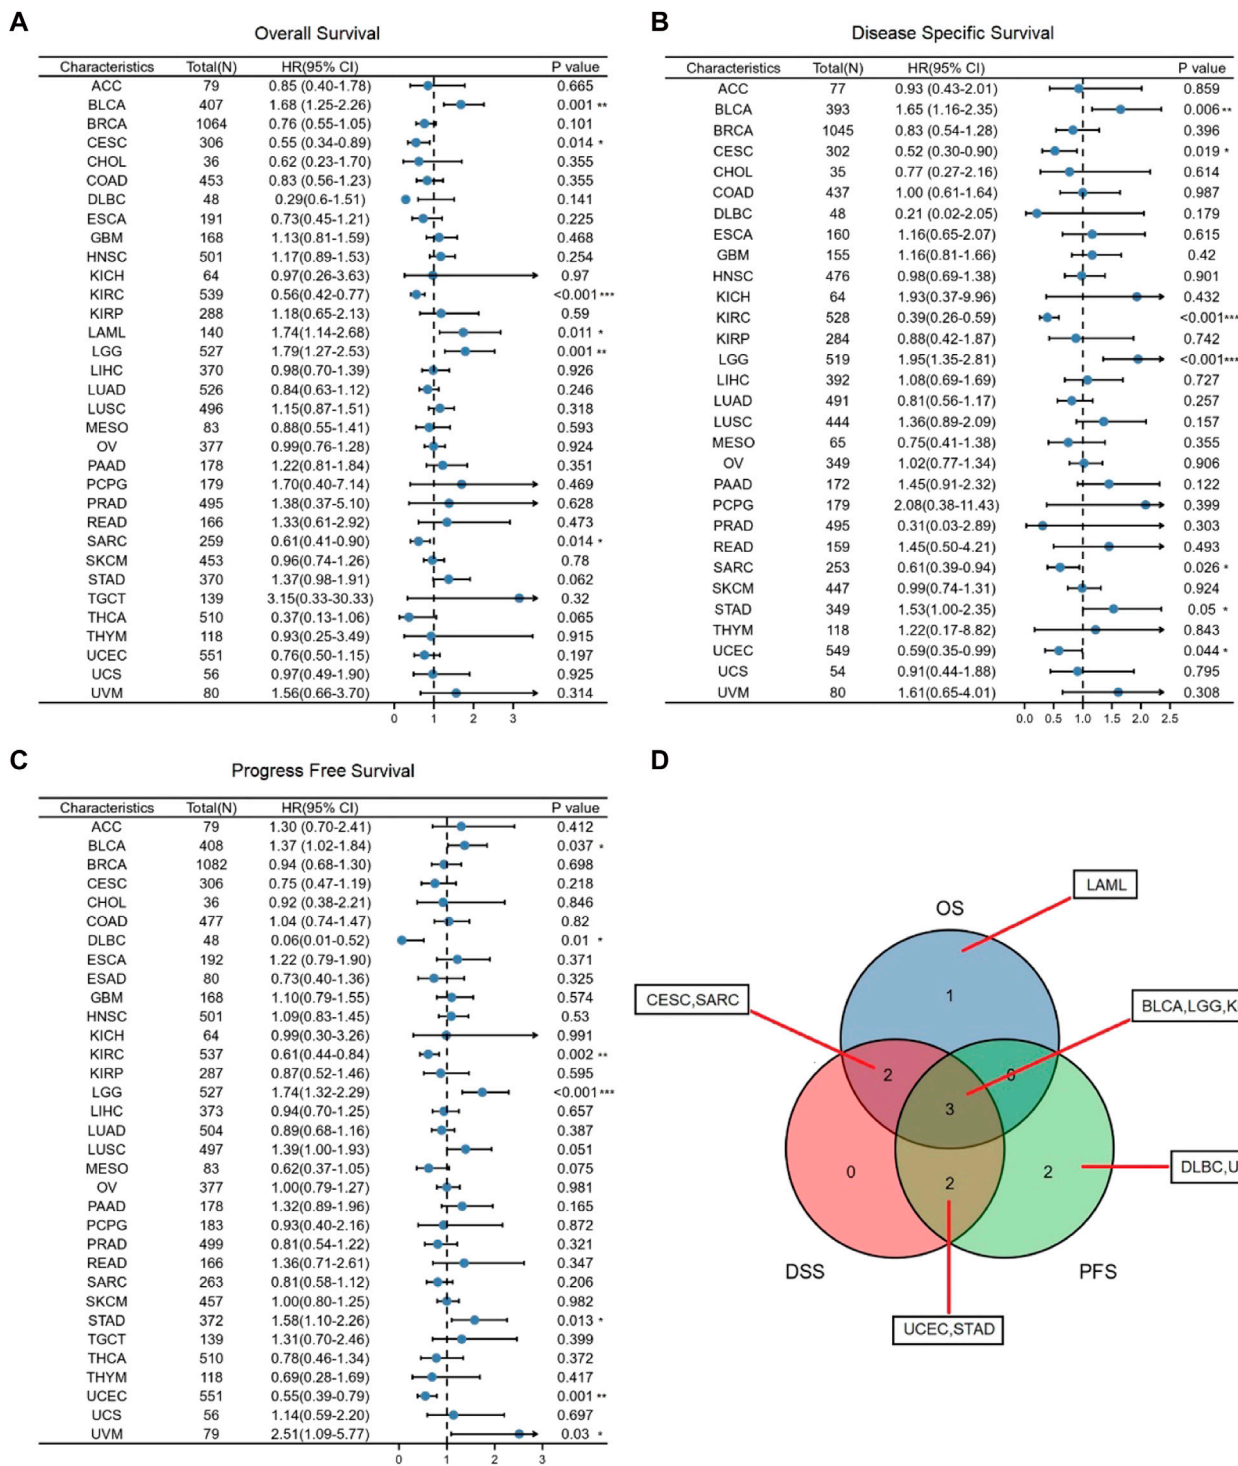 A
Overall Survival
Characteristics Total(N) HR(95% CI) P value
ACC 79 0.85 (0.40-1.78) 0.665
BLCA 407 1.68 (1.25-2.26) 0.001 **
BRCA 1064 0.76 (0.55-1.05) 0.101
CESC 306 0.55 (0.34-0.89) 0.014 *
CHOL 36 0.62 (0.23-1.70) 0.355
COAD 453 0.83 (0.56-1.23) 0.355
DLBC 48 0.29(0.6-1.51) 0.141
ESCA 191 0.73(0.45-1.21) 0.225
GBM 168 1.13(0.81-1.59) 0.468
HNSC 501 1.17(0.89-1.53) 0.254
KICH 64 0.97(0.26-3.63) 0.97
KIRC 539 0.56(0.42-0.77) <0.001 ***
KIRP 288 1.18(0.65-2.13) 0.59
LAML 140 1.74(1.14-2.68) 0.011 *
LGG 527 1.79(1.27-2.53) 0.001 **
LIHC 370 0.98(0.70-1.39) 0.926
LUAD 526 0.84(0.63-1.12) 0.246
LUSC 496 1.15(0.87-1.51) 0.318
MESO 83 0.88(0.55-1.41) 0.593
OV 377 0.99(0.76-1.28) 0.924
PAAD 178 1.22(0.81-1.84) 0.351
PCPG 179 1.70(0.40-7.14) 0.469
PRAD 495 1.38(0.37-5.10) 0.628
READ 166 1.33(0.61-2.92) 0.473
SARC 259 0.61(0.41-0.90) 0.014 *
SKCM 453 0.96(0.74-1.26) 0.78
STAD 370 1.37(0.98-1.91) 0.062
TGCT 139 3.15(0.33-30.33) 0.32
THCA 510 0.37(0.13-1.06) 0.065
THYM 118 0.93(0.25-3.49) 0.915
UCEC 551 0.76(0.50-1.15) 0.197
UCS 56 0.97(0.49-1.90) 0.925
UVM 80 1.56(0.66-3.70) 0.314
0 1 2 3
B
Disease Specific Survival
Characteristics Total(N) HR(95% CI) P value
ACC 77 0.93 (0.43-2.01) 0.859
BLCA 393 1.65 (1.16-2.35) 0.006 **
BRCA 1045 0.83 (0.54-1.28) 0.396
CESC 302 0.52 (0.30-0.90) 0.019 *
CHOL 35 0.77 (0.27-2.16) 0.614
COAD 437 1.00 (0.61-1.64) 0.987
DLBC 48 0.21 (0.02-2.05) 0.179
ESCA 160 1.16(0.65-2.07) 0.615
GBM 155 1.16(0.81-1.66) 0.42
HNSC 476 0.98(0.69-1.38) 0.901
KICH 64 1.93(0.37-9.96) 0.432
KIRC 528 0.39(0.26-0.59) <0.001 ***
KIRP 284 0.88(0.42-1.87) 0.742
LGG 519 1.95(1.35-2.81) <0.001 ***
LIHC 392 1.08(0.69-1.69) 0.727
LUAD 491 0.81(0.56-1.17) 0.257
LUSC 444 1.36(0.89-2.09) 0.157
MESO 65 0.75(0.41-1.38) 0.355
OV 349 1.02(0.77-1.34) 0.906
PAAD 172 1.45(0.91-2.32) 0.122
PCPG 179 2.08(0.38-11.43) 0.399
PRAD 495 0.31(0.03-2.89) 0.303
READ 159 1.45(0.50-4.21) 0.493
SARC 253 0.61(0.39-0.94) 0.026 *
SKCM 447 0.99(0.74-1.31) 0.924
STAD 349 1.53(1.00-2.35) 0.05 *
THYM 118 1.22(0.17-8.82) 0.843
UCEC 549 0.59(0.35-0.99) 0.044 *
UCS 54 0.91(0.44-1.88) 0.795
UVM 80 1.61(0.65-4.01) 0.308
0.0 0.5 1.0 1.5 2.0 2.5
C
Progress Free Survival
Characteristics Total(N) HR(95% CI) P value
ACC 79 1.30 (0.70-2.41) 0.412
BLCA 408 1.37 (1.02-1.84) 0.037 *
BRCA 1082 0.94 (0.68-1.30) 0.698
CESC 306 0.75 (0.47-1.19) 0.218
CHOL 36 0.92 (0.38-2.21) 0.846
COAD 477 1.04 (0.74-1.47) 0.82
DLBC 48 0.06(0.01-0.52) 0.01 *
ESCA 192 1.22 (0.79-1.90) 0.371
ESAD 80 0.73(0.40-1.36) 0.325
GBM 168 1.10(0.79-1.55) 0.574
HNSC 501 1.09(0.83-1.45) 0.53
KICH 64 0.99(0.30-3.26) 0.991
KIRC 537 0.61(0.44-0.84) 0.002 **
KIRP 287 0.87(0.52-1.46) 0.595
LGG 527 1.74(1.32-2.29) <0.001 ***
LIHC 373 0.94(0.70-1.25) 0.657
LUAD 504 0.89(0.68-1.16) 0.387
LUSC 497 1.39(1.00-1.93) 0.051
MESO 83 0.62(0.37-1.05) 0.075
OV 377 1.00(0.79-1.27) 0.981
PAAD 178 1.32(0.89-1.96) 0.165
PCPG 183 0.93(0.40-2.16) 0.872
PRAD 499 0.81(0.54-1.22) 0.321
READ 166 1.36(0.71-2.61) 0.347
SARC 263 0.81(0.58-1.12) 0.206
SKCM 457 1.00(0.80-1.25) 0.982
STAD 372 1.58(1.10-2.26) 0.013 *
TGCT 139 1.31(0.70-2.46) 0.399
THCA 510 0.78(0.46-1.34) 0.372
THYM 118 0.69(0.28-1.69) 0.417
UCEC 551 0.55(0.39-0.79) 0.001 **
UCS 56 1.14(0.59-2.20) 0.697
UVM 79 2.51(1.09-5.77) 0.03 *
0 1 2 3
D
LAML
OS
CESC,SARC
1
BLCA,LGG,K
2
0
3
0
2
2
DLBC,U
DSS
PFS
UCEC,STAD